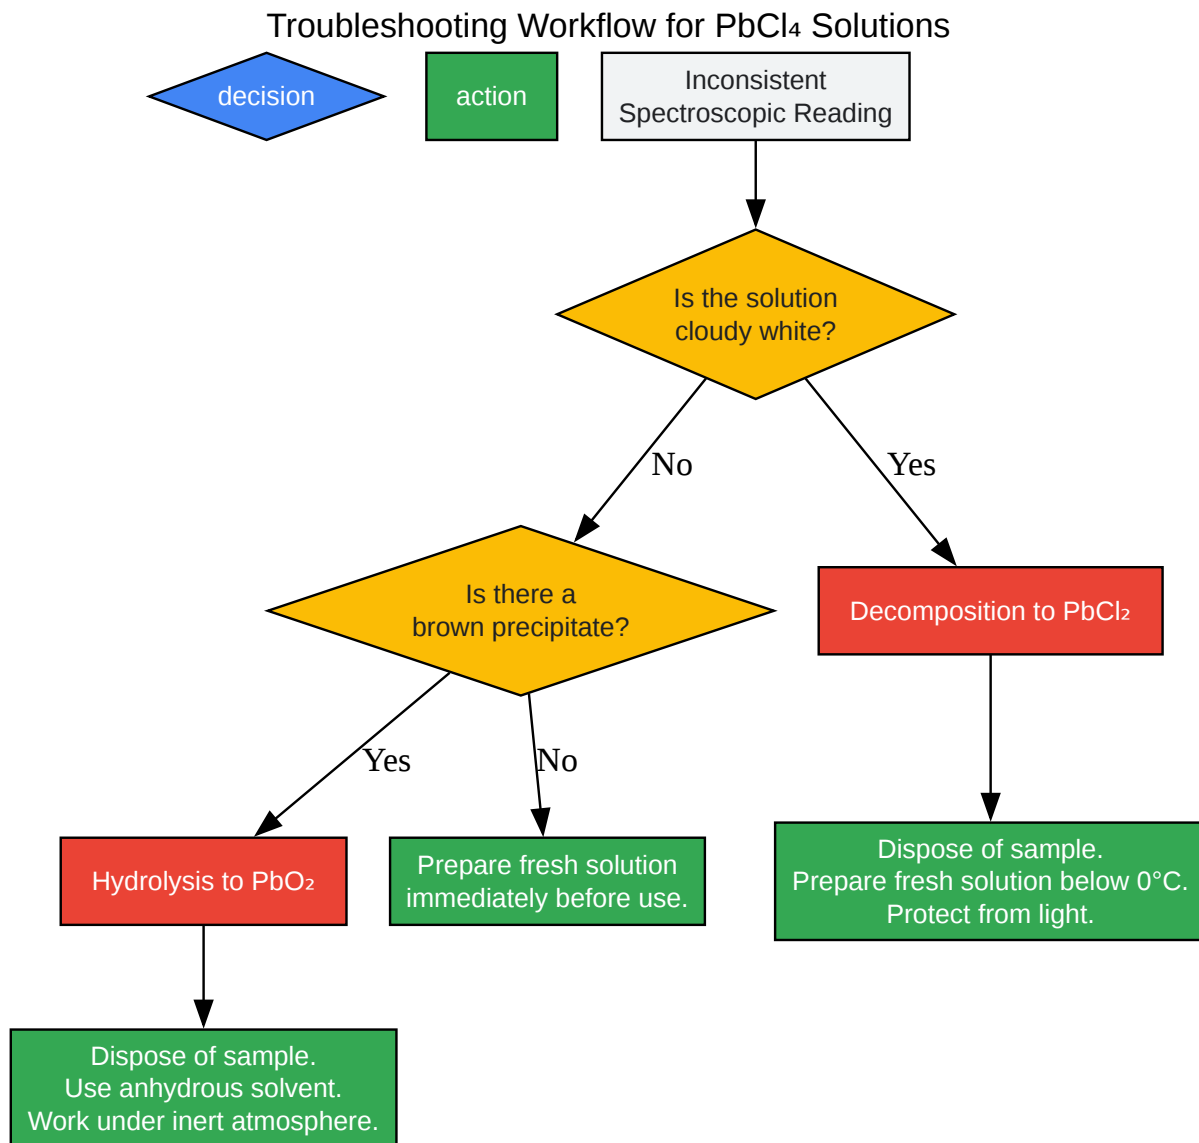 Troubleshooting Workflow for PbCl₄ Solutions
decision
action
Inconsistent
Spectroscopic Reading
Is the solution
cloudy white?
No
Yes
Is there a
brown precipitate?
Decomposition to PbCl₂
Yes
No
Hydrolysis to PbO₂
Prepare fresh solution
immediately before use.
Dispose of sample.
Prepare fresh solution below 0°C.
Protect from light.
Dispose of sample.
Use anhydrous solvent.
Work under inert atmosphere.